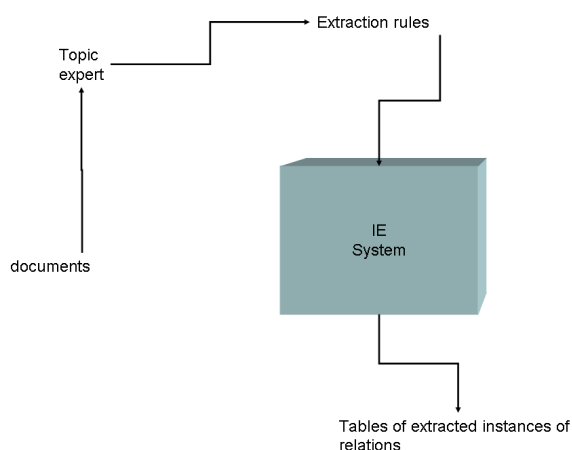 Extraction rules
Topic
expert
IE
System
documents
Tables of extracted instances of
relations